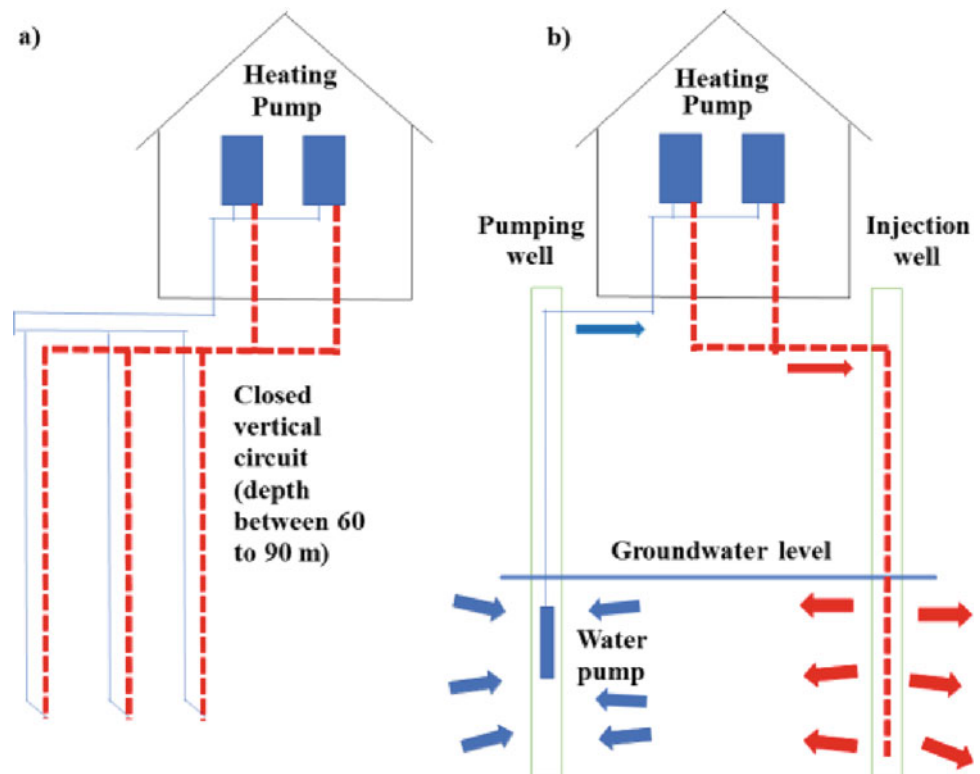 a)
Heating
Pump
Closed
vertical
circuit
(depth
between 60
to 90 m)
b)
Heating
Pump
Pumping
well
Injection
well
Groundwater level
Water
pump